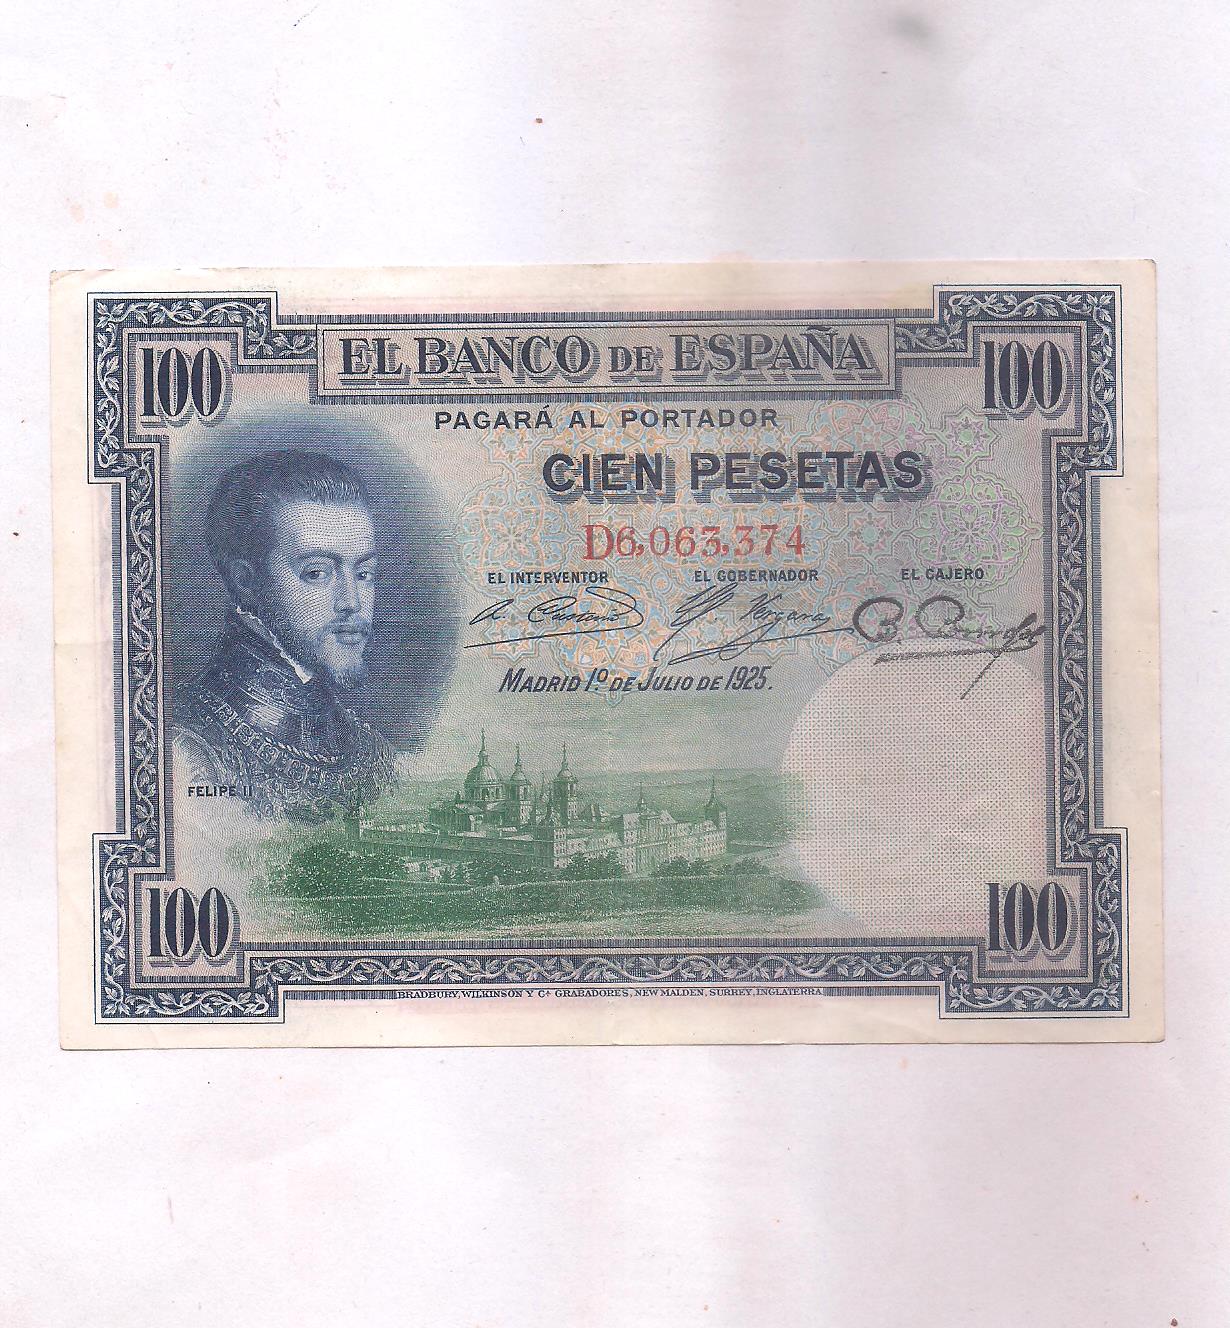 100
EL BANCO DE ESPAÑA
100
PAGARÁ AL PORTADOR
CIEN PESETAS
D6,063,374
EL INTERVENTOR EL GOBERNADOR EL CAJERO
MADRID 1.º DE JULIO DE 1925.
FELIPE II
100
100
BRADBURY, WILKINSON Y Cª GRABADORES, NEW MALDEN, SURREY, INGLATERRA